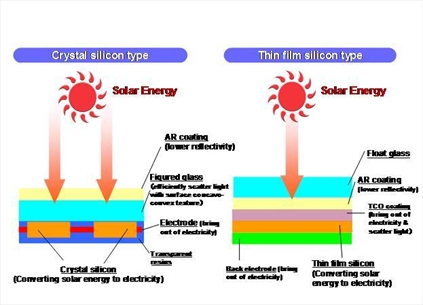 Crystal silicon type
Solar Energy
AR coating
(lower reflectivity)
Figured glass
(efficiently scatter light
with surface concave-
convex texture)
Electrode (bring
out of electricity)
Transparent
resins
Crystal silicon
(Converting solar energy to electricity)
Thin film silicon type
Solar Energy
Float glass
AR coating
(lower reflectivity)
TCO coating
(bring out of
electricity &
scatter light)
Thin film silicon
(Converting solar
energy to electricity)
Back electrode (bring
out of electricity)